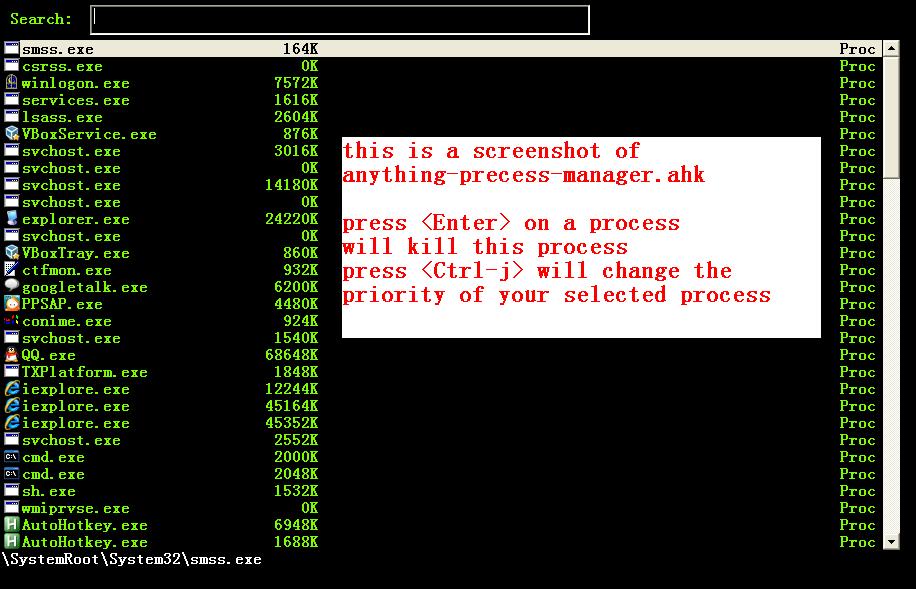 Search:
smss.exe 164K Proc
csrss.exe 0K Proc
winlogon.exe 7572K Proc
services.exe 1616K Proc
lsass.exe 2604K Proc
VBoxService.exe 876K Proc
svchost.exe 3016K Proc
svchost.exe 0K Proc
svchost.exe 14180K Proc
svchost.exe 0K Proc
explorer.exe 24220K Proc
svchost.exe 0K Proc
VBoxTray.exe 860K Proc
ctfmon.exe 932K Proc
googletalk.exe 6200K Proc
PPSAP.exe 4480K Proc
conime.exe 924K Proc
svchost.exe 1540K Proc
QQ.exe 68648K Proc
TXPlatform.exe 1848K Proc
iexplore.exe 12244K Proc
iexplore.exe 45164K Proc
iexplore.exe 45352K Proc
svchost.exe 2552K Proc
cmd.exe 2000K Proc
cmd.exe 2048K Proc
sh.exe 1532K Proc
wmiprvse.exe 0K Proc
AutoHotkey.exe 6948K Proc
AutoHotkey.exe 1688K Proc
this is a screenshot of
anything-precess-manager.ahk
press <Enter> on a process
will kill this process
press <Ctrl-j> will change the
priority of your selected process
\SystemRoot\System32\smss.exe